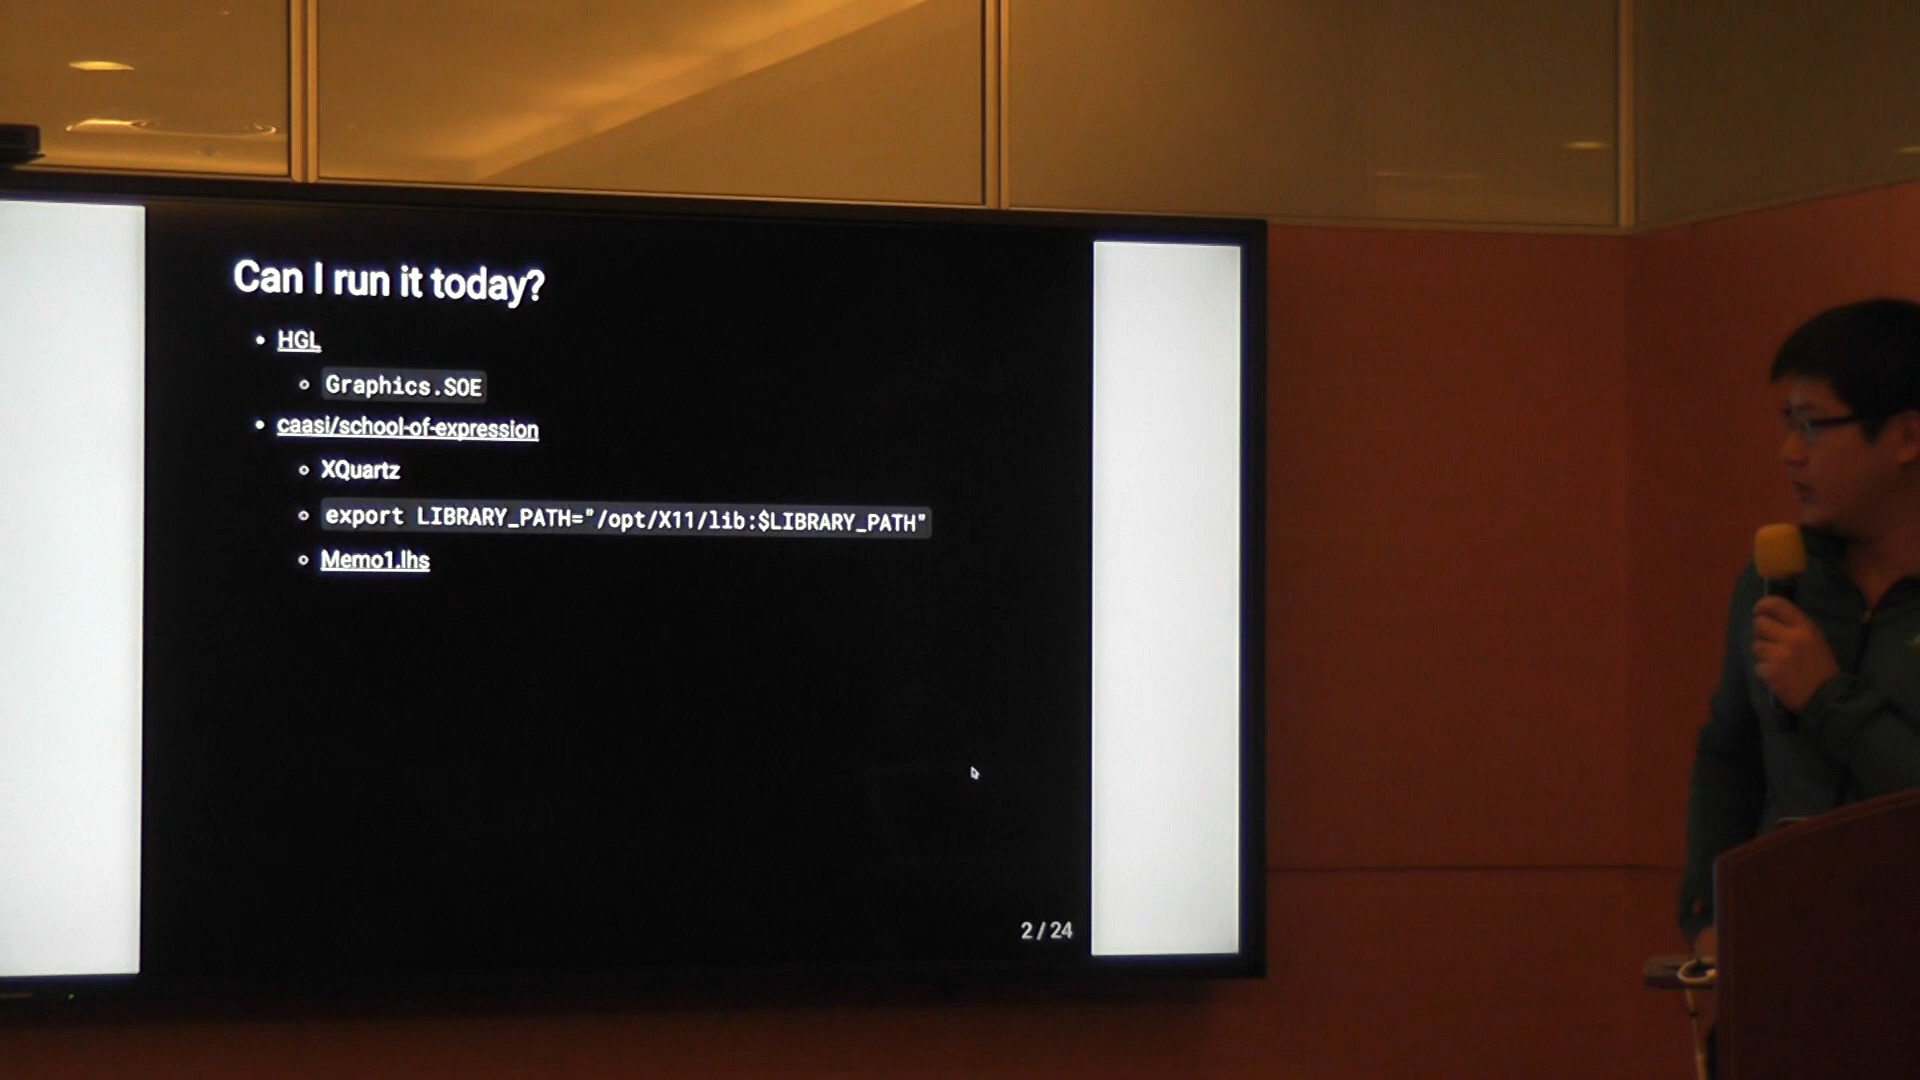 Can I run it today?
HGL
Graphics.SOE
caasi/school-of-expression
XQuartz
export LIBRARY_PATH="/opt/X11/lib:$LIBRARY_PATH"
Memo1.lhs
2 / 24